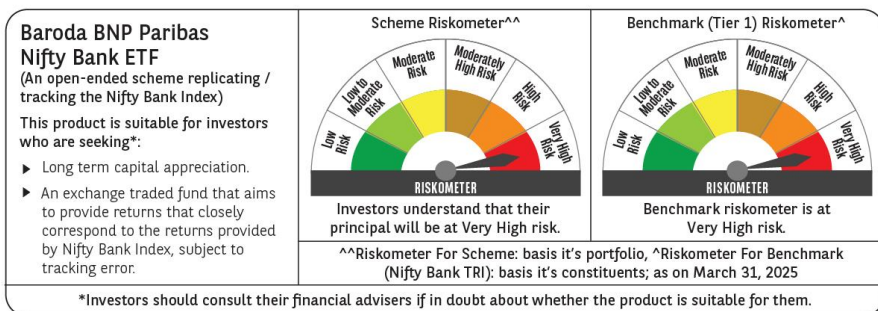 Baroda BNP Paribas
Nifty Bank ETF
(An open-ended scheme replicating /
tracking the Nifty Bank Index)
This product is suitable for investors
who are seeking*:
▶ Long term capital appreciation.
▶ An exchange traded fund that aims
to provide returns that closely
correspond to the returns provided
by Nifty Bank Index, subject to
tracking error.
Scheme Riskometer^^
Low
Risk
Low to
Moderate
Risk
Moderate
Risk
Moderately
High Risk
High
Risk
Very High
Risk
RISKOMETER
Investors understand that their
principal will be at Very High risk.
Benchmark (Tier 1) Riskometer^
Low
Risk
Low to
Moderate
Risk
Moderate
Risk
Moderately
High Risk
High
Risk
Very High
Risk
RISKOMETER
Benchmark riskometer is at
Very High risk.
^^Riskometer For Scheme: basis it's portfolio, ^Riskometer For Benchmark
(Nifty Bank TRI): basis it's constituents; as on March 31, 2025
*Investors should consult their financial advisers if in doubt about whether the product is suitable for them.